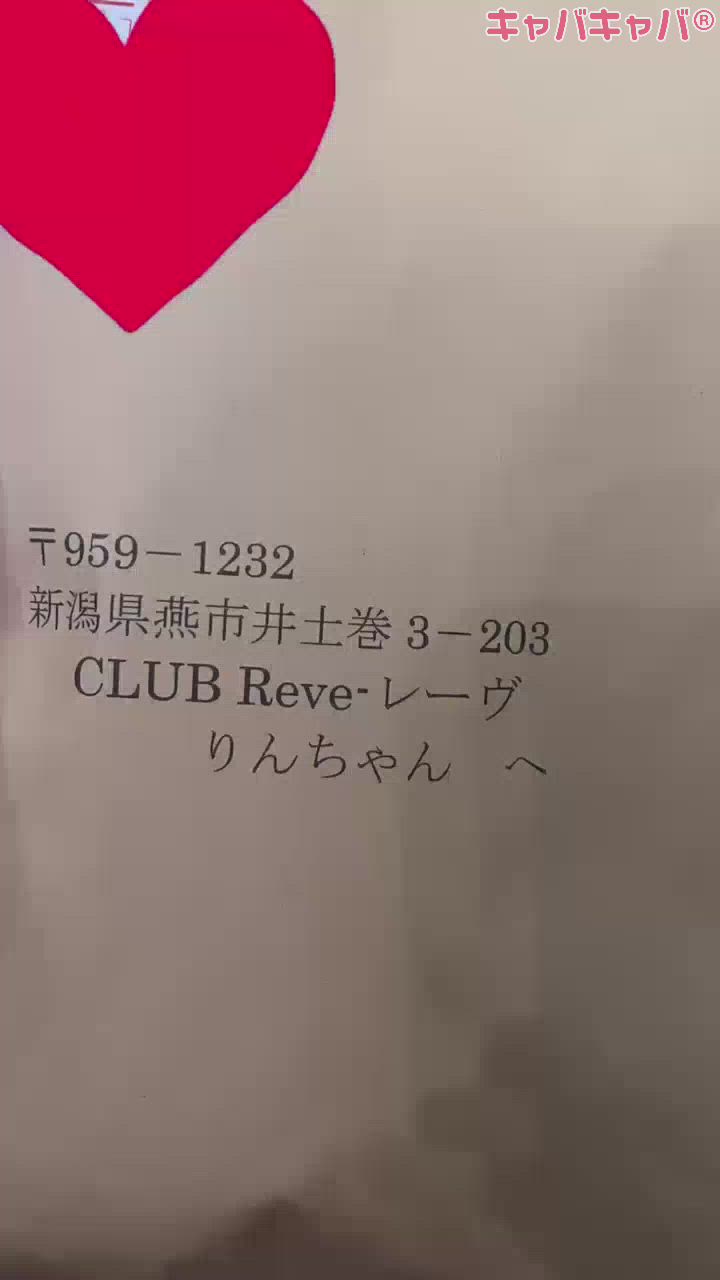 キャバキャバ®
〒959－1232
新潟県燕市井土巻 3－203
CLUB Reve-レーヴ
りんちゃん　へ